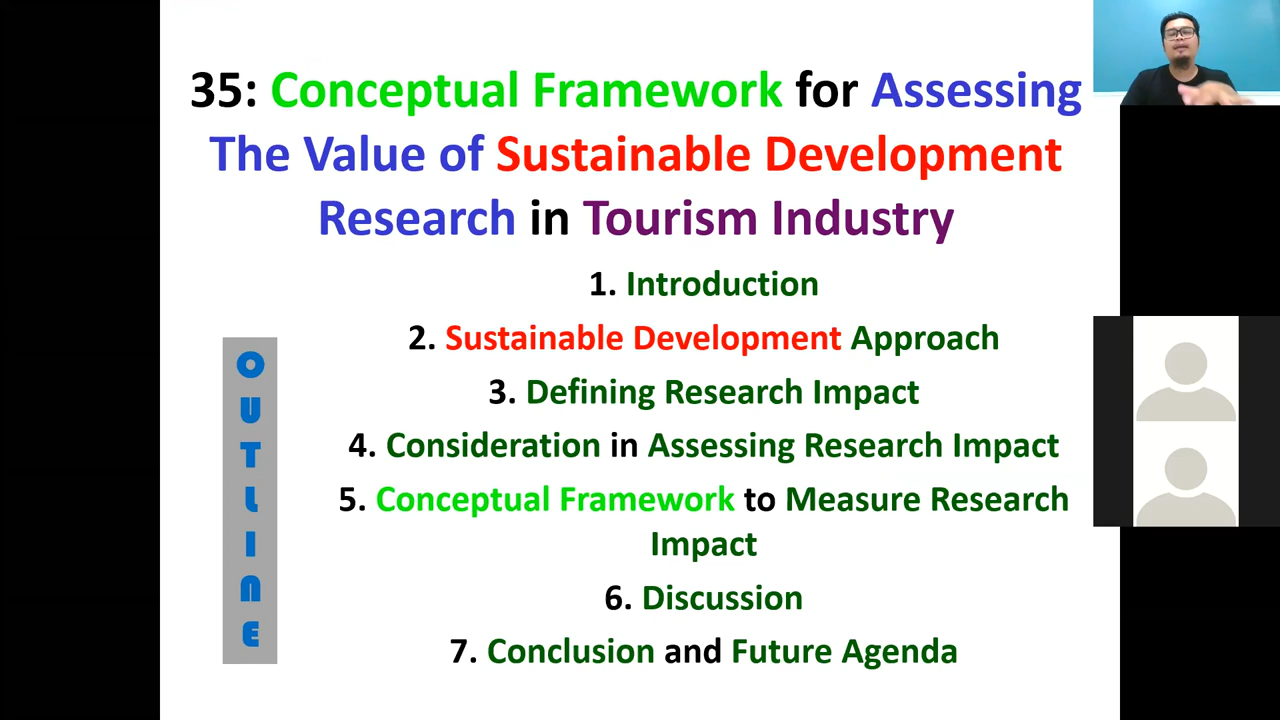 35: Conceptual Framework for Assessing
The Value of Sustainable Development
Research in Tourism Industry
OUTLINE
1. Introduction
2. Sustainable Development Approach
3. Defining Research Impact
4. Consideration in Assessing Research Impact
5. Conceptual Framework to Measure Research
Impact
6. Discussion
7. Conclusion and Future Agenda